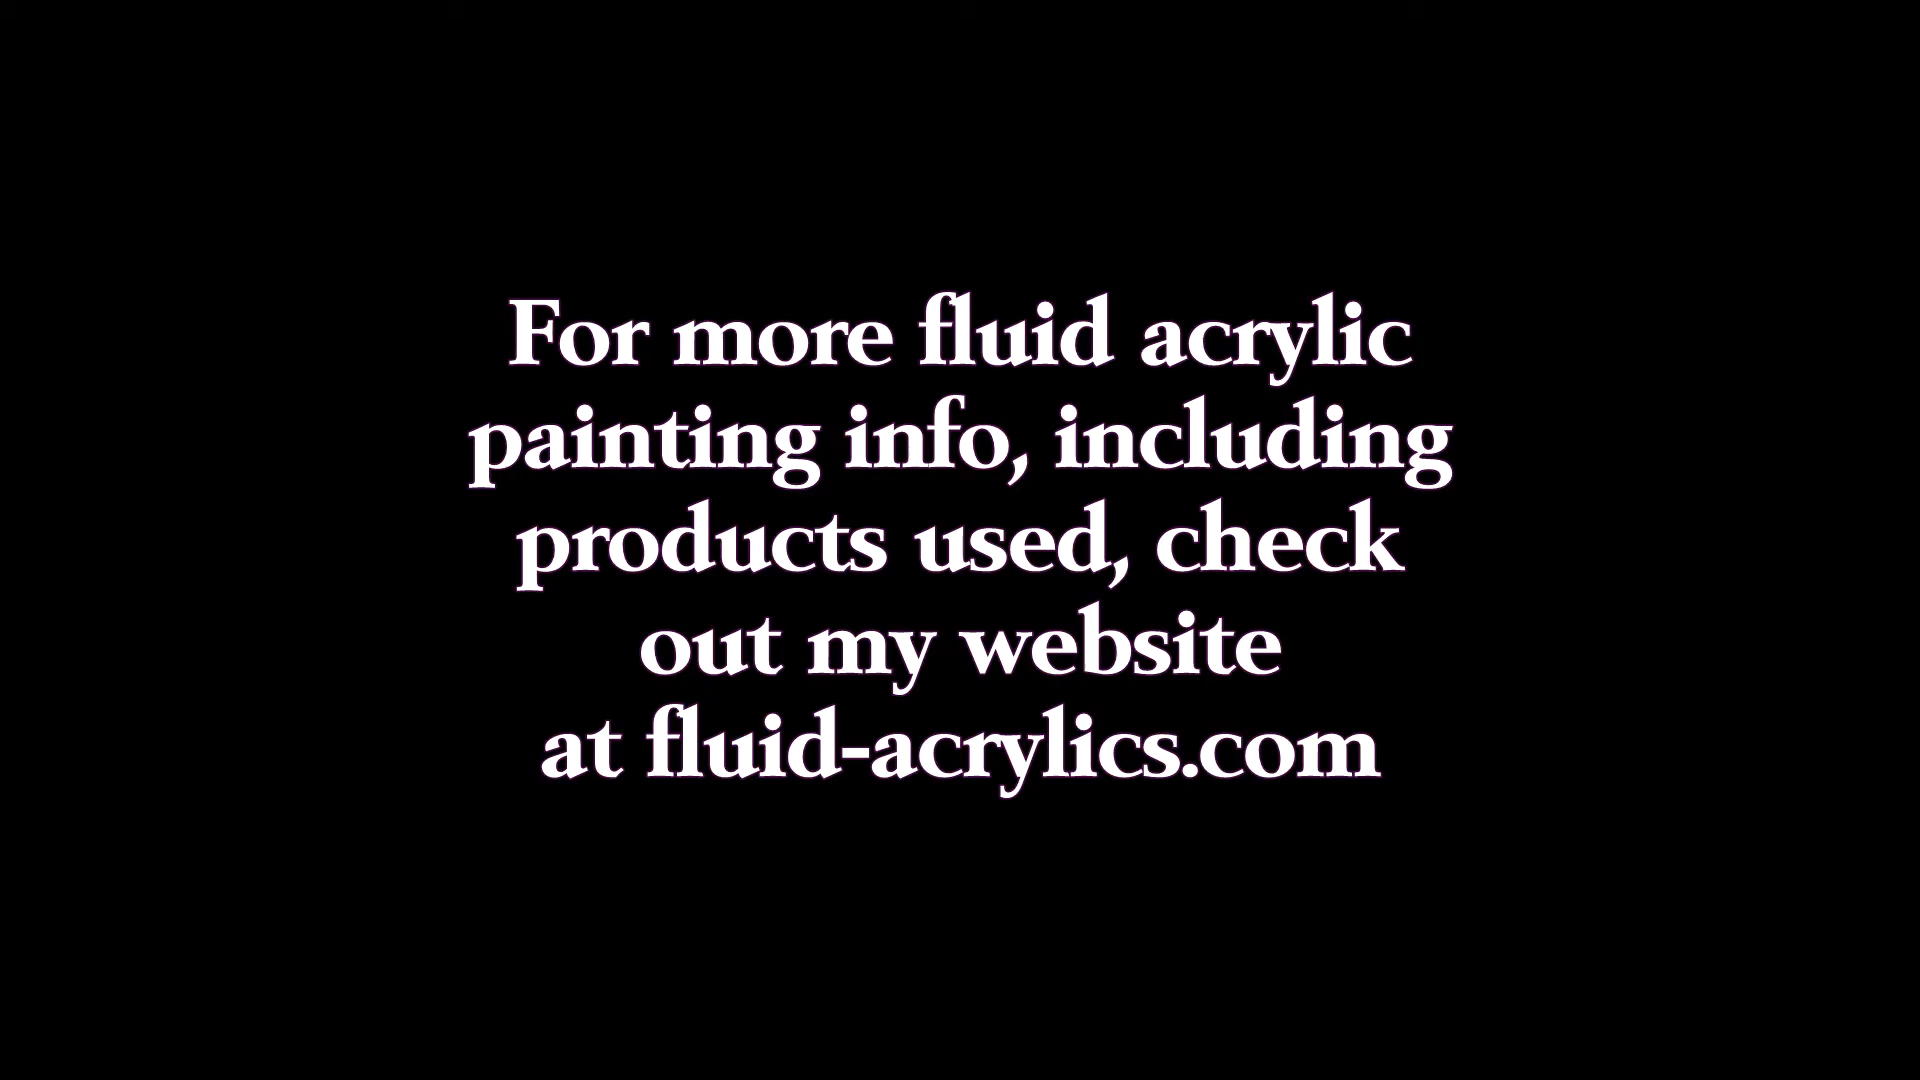 For more fluid acrylic
painting info, including
products used, check
out my website
at fluid-acrylics.com